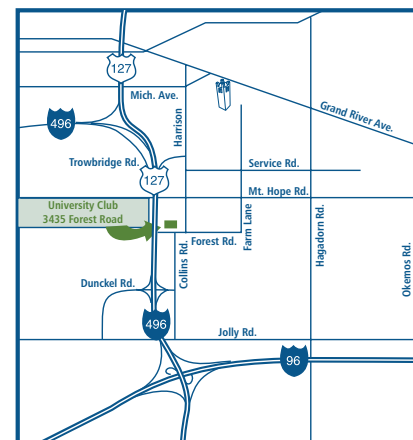 127
Mich. Ave.
Grand River Ave.
496
Harrison
Trowbridge Rd.
Service Rd.
127
Mt. Hope Rd.
University Club
3435 Forest Road
Farm Lane
Hagadorn Rd.
Okemos Rd.
Forest Rd.
Collins Rd.
Dunckel Rd.
496
Jolly Rd.
96